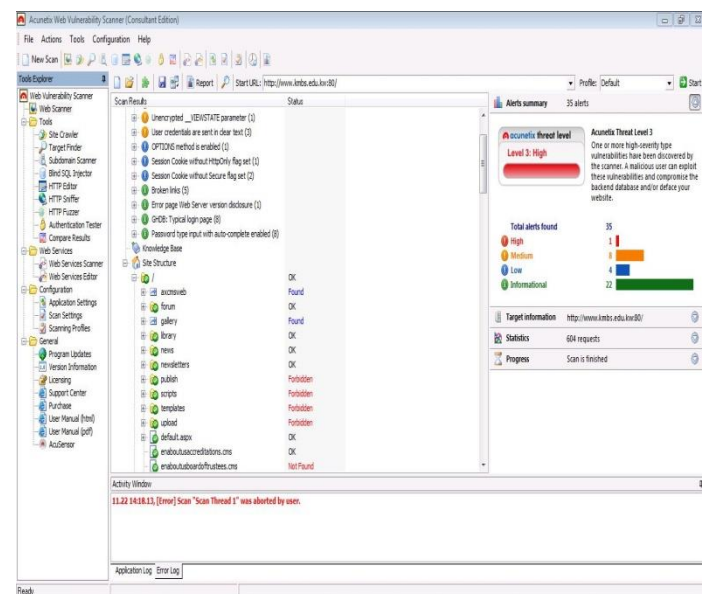 Acunetix Web Vulnerability Scanner (Consultant Edition)
File Actions Tools Configuration Help
New Scan
Tools Explorer
Report
Start URL: http://www.kmbs.edu.kw:80/
Profile: Default
Start
Web Vulnerability Scanner
Web Scanner
Tools
Site Crawler
Target Finder
Subdomain Scanner
Blind SQL Injector
HTTP Editor
HTTP Sniffer
HTTP Fuzzer
Authentication Tester
Compare Results
Web Services
Web Services Scanner
Web Services Editor
Configuration
Application Settings
Scan Settings
Scanning Profiles
General
Program Updates
Version Information
Licensing
Support Center
Purchase
User Manual (html)
User Manual (pdf)
AcuSensor
Scan Results Status
Unencrypted __VIEWSTATE parameter (1)
User credentials are sent in clear text (3)
OPTIONS method is enabled (1)
Session Cookie without HttpOnly flag set (1)
Session Cookie without Secure flag set (2)
Broken links (5)
Error page Web Server version disclosure (1)
GHDB: Typical login page (8)
Password type input with auto-complete enabled (8)
Knowledge Base
Site Structure
/ OK
axcmsweb Found
forum OK
gallery Found
library OK
news OK
newsletters OK
publish Forbidden
scripts Forbidden
templates Forbidden
upload Forbidden
default.aspx OK
enaboutusaccreditations.cms OK
enaboutusboardoftrustees.cms Not Found
Alerts summary 35 alerts
acunetix threat level
Level 3: High
Acunetix Threat Level 3
One or more high-severity type
vulnerabilities have been discovered by
the scanner. A malicious user can exploit
these vulnerabilities and compromise the
backend database and/or deface your
website.
Total alerts found 35
High 1
Medium 8
Low 4
Informational 22
Target information http://www.kmbs.edu.kw:80/
Statistics 604 requests
Progress Scan is finished
Activity Window
11.22 14:18.13, [Error] Scan "Scan Thread 1" was aborted by user.
Application Log Error Log
Ready